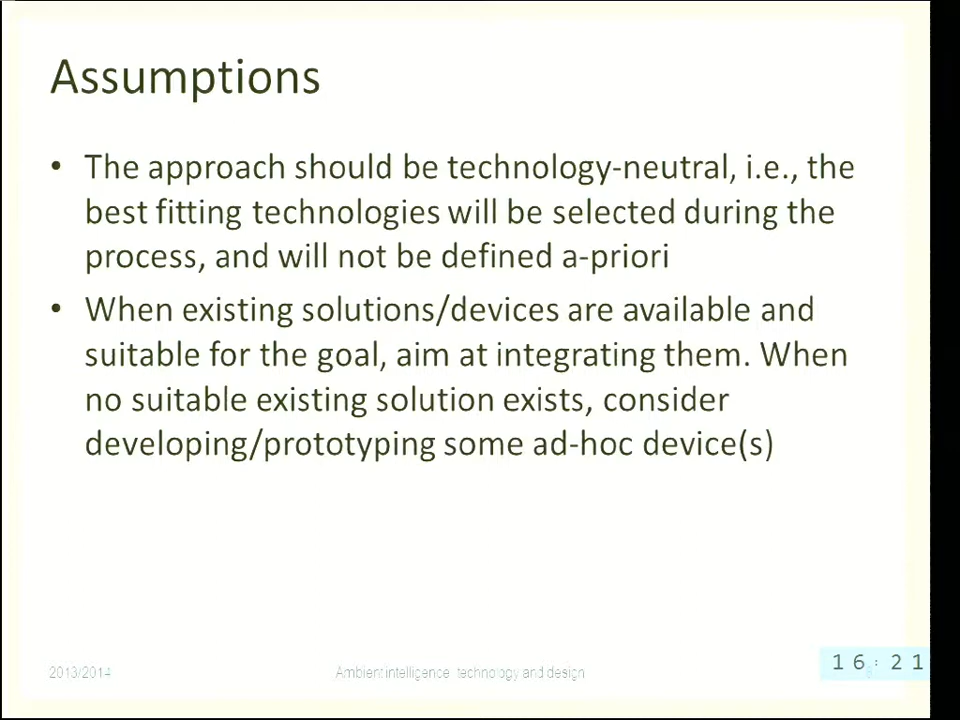 Assumptions
• The approach should be technology-neutral, i.e., the
best fitting technologies will be selected during the
process, and will not be defined a-priori
• When existing solutions/devices are available and
suitable for the goal, aim at integrating them. When
no suitable existing solution exists, consider
developing/prototyping some ad-hoc device(s)
2013/2014
Ambient intelligence: technology and design
16:21